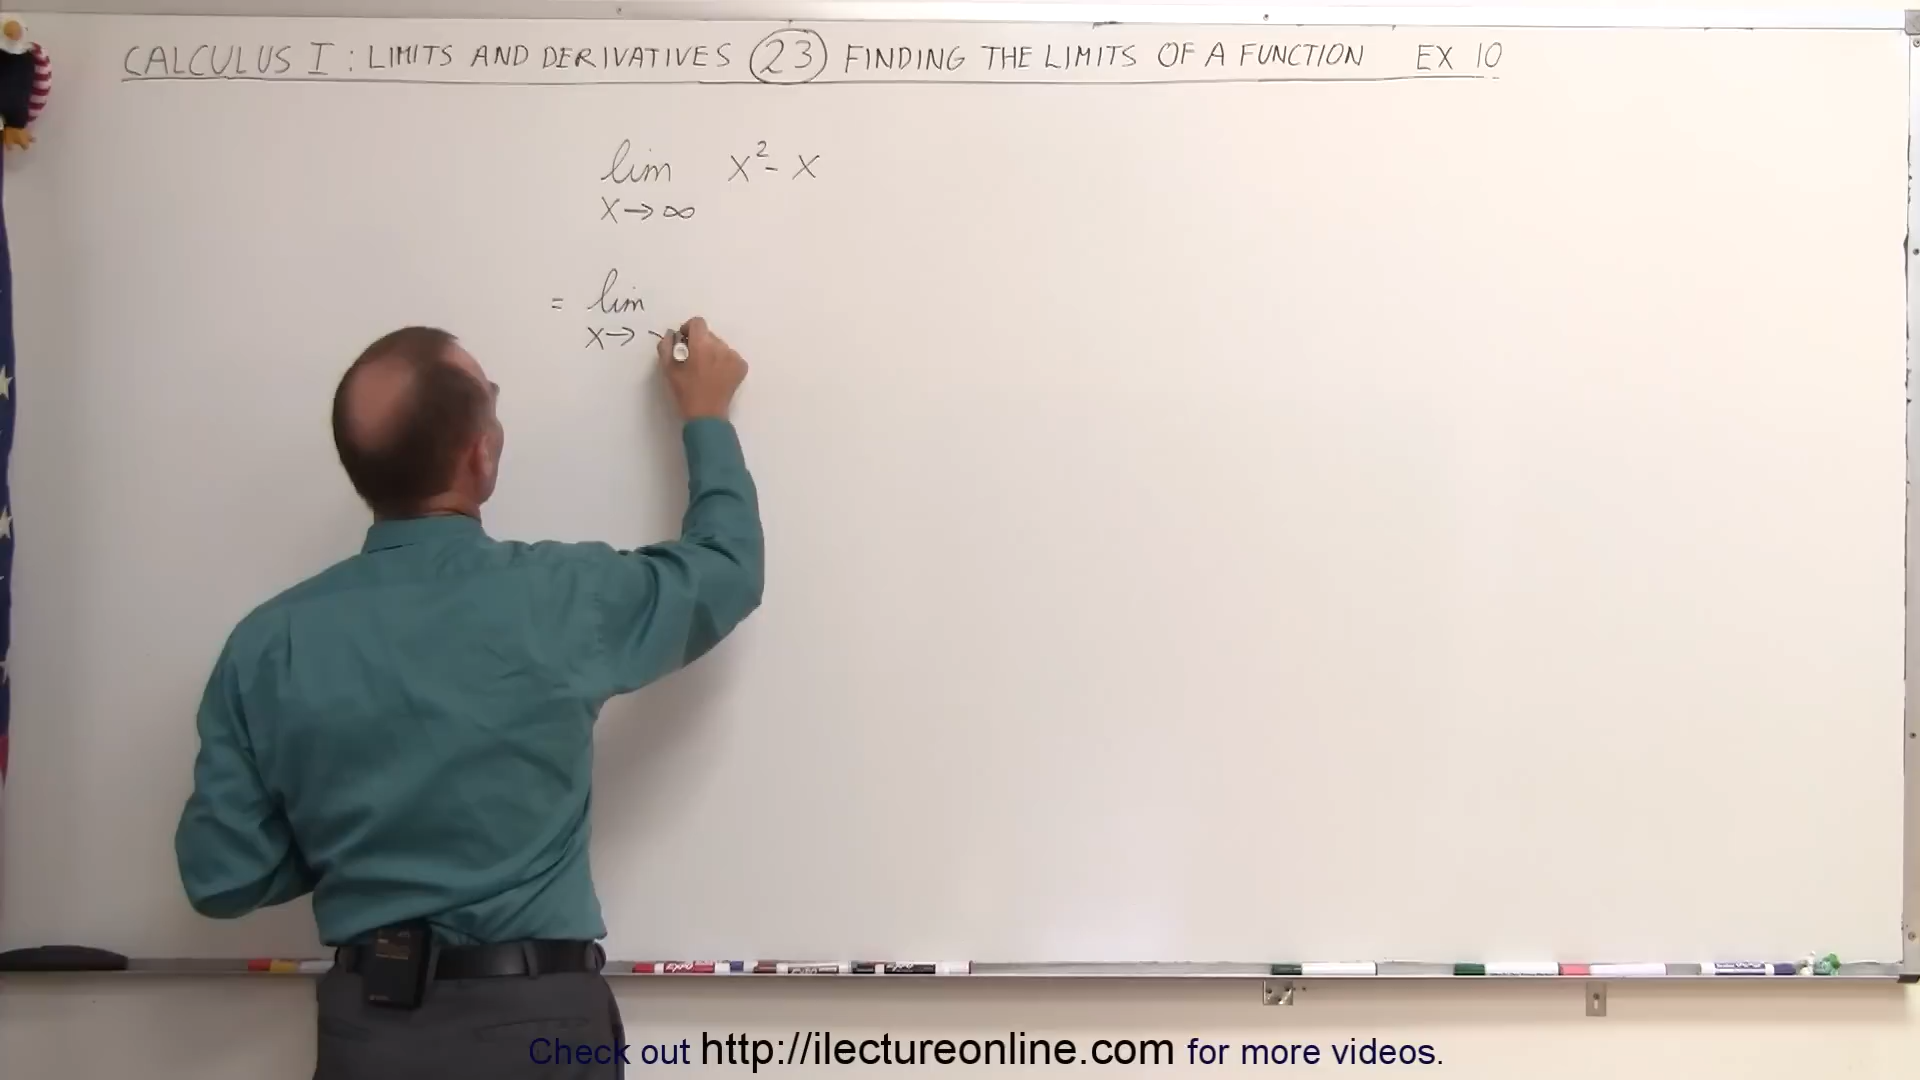 CALCULUS I: LIMITS AND DERIVATIVES 23 FINDING THE LIMITS OF A FUNCTION EX 10
lim x² - x
x→∞
= lim
x→
Check out http://ilectureonline.com for more videos.